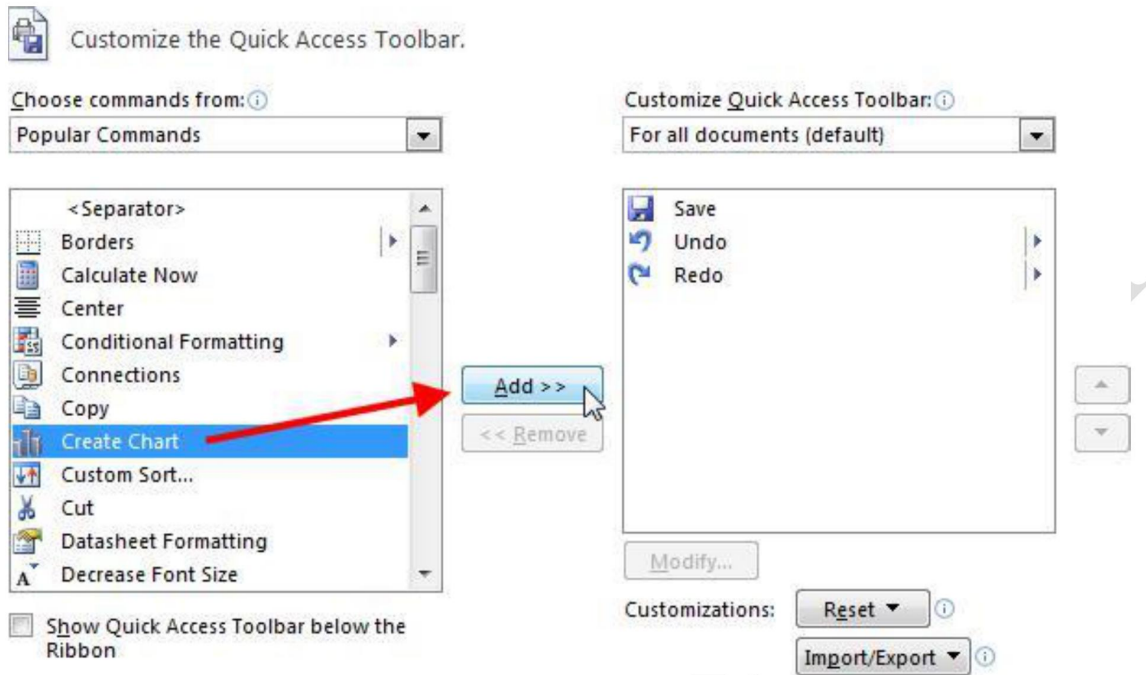 Customize the Quick Access Toolbar.
Choose commands from:
Popular Commands
<Separator>
Borders
Calculate Now
Center
Conditional Formatting
Connections
Copy
Create Chart
Custom Sort...
Cut
Datasheet Formatting
A Decrease Font Size
Show Quick Access Toolbar below the
Ribbon
Add >>
<< Remove
Customize Quick Access Toolbar:
For all documents (default)
Save
Undo
Redo
Modify...
Customizations:
Reset
Import/Export